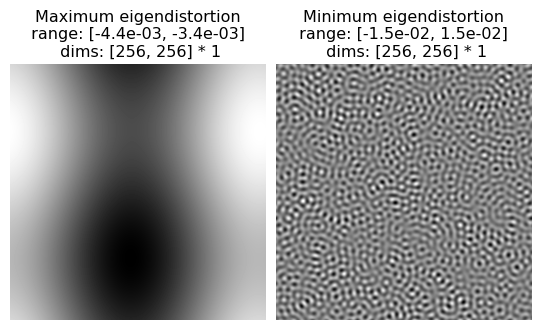 Maximum eigendistortion
range: [-4.4e-03, -3.4e-03]
dims: [256, 256] * 1
Minimum eigendistortion
range: [-1.5e-02, 1.5e-02]
dims: [256, 256] * 1